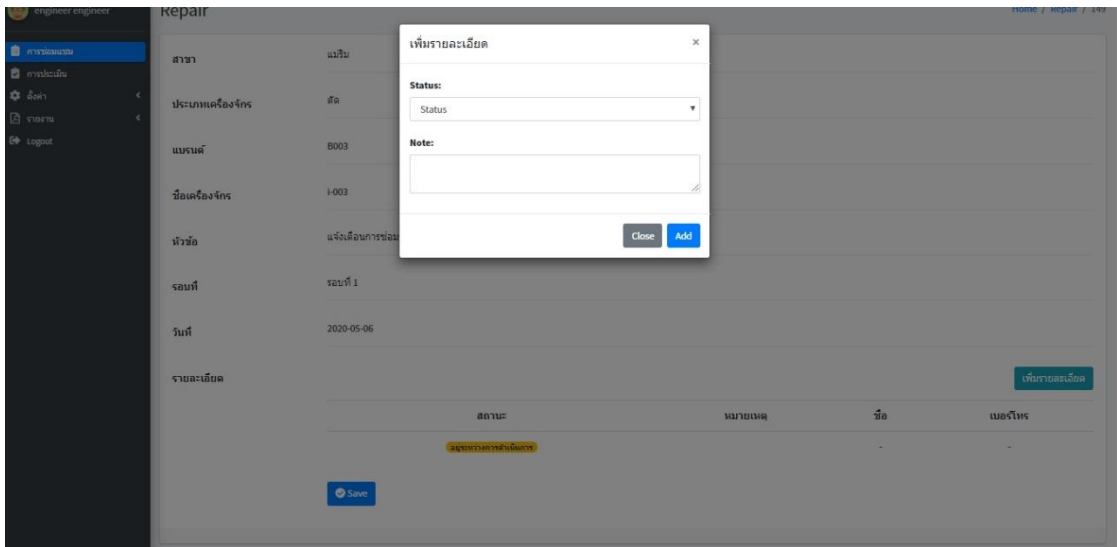 engineer engineer
Repair
Home / Repair / 149
การซ่อมแซม
การประเมิน
ตั้งค่า
รายงาน
Logout
เพิ่มรายละเอียด ×
Status:
Status
Note:
Close Add
สาขา แม่ริม
ประเภทเครื่องจักร ตัด
แบรนด์ B003
ชื่อเครื่องจักร i-003
หัวข้อ แจ้งเตือนการซ่อม
รอบที่ รอบที่ 1
วันที่ 2020-05-06
รายละเอียด เพิ่มรายละเอียด
สถานะ หมายเหตุ ชื่อ เบอร์โทร
อยู่ระหว่างการดำเนินการ - -
Save